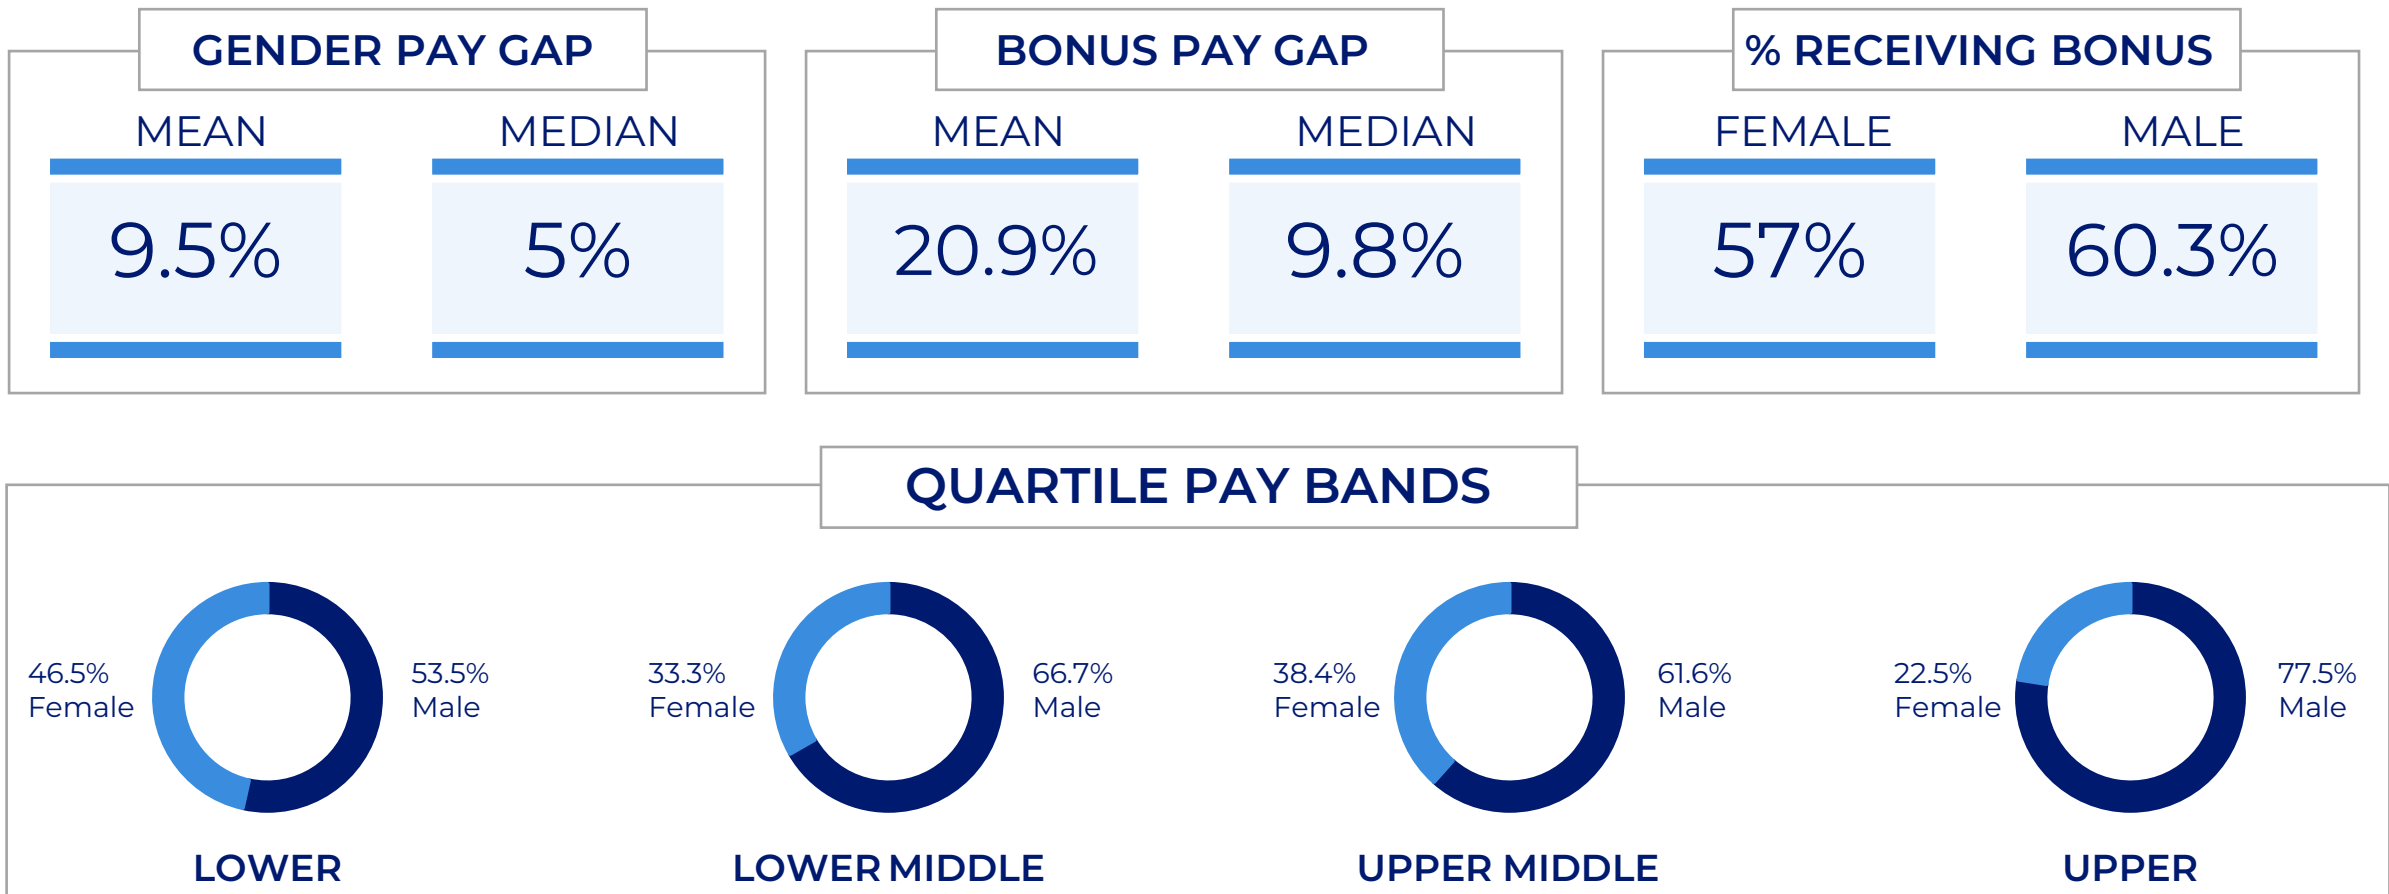 GENDER PAY GAP
MEAN
MEDIAN
9.5%
5%
BONUS PAY GAP
MEAN
MEDIAN
20.9%
9.8%
% RECEIVING BONUS
FEMALE
MALE
57%
60.3%
QUARTILE PAY BANDS
46.5%
Female
53.5%
Male
LOWER
33.3%
Female
66.7%
Male
LOWER MIDDLE
38.4%
Female
61.6%
Male
UPPER MIDDLE
22.5%
Female
77.5%
Male
UPPER